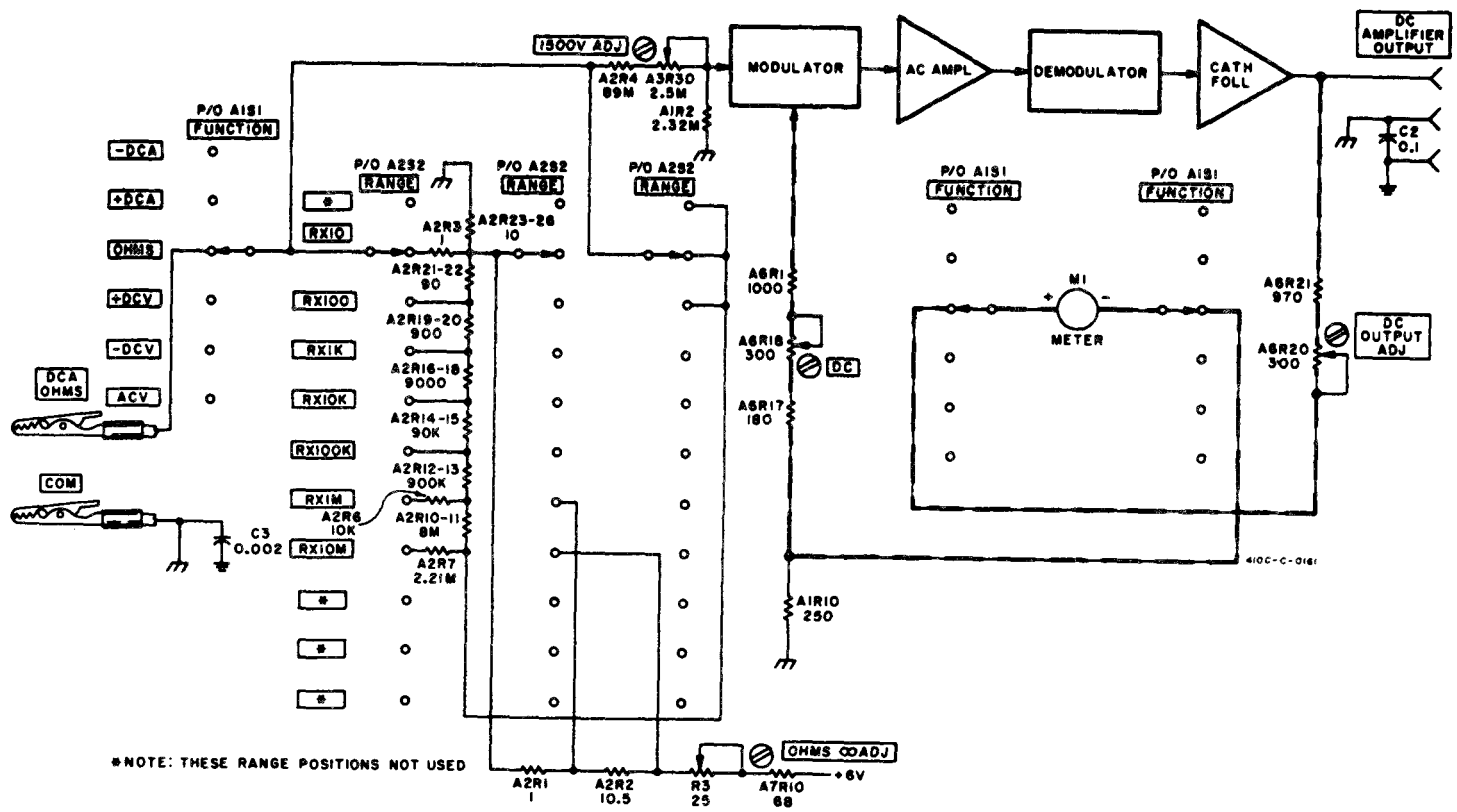 DC
AMPLIFIER
OUTPUT
1500V ADJ
MODULATOR
AC AMPL
DEMODULATOR
CATH
FOLL
A2R4
89M
A3R30
2.5M
A1R2
2.32M
C2
0.1
P/O A1S1
FUNCTION
-DCA
+DCA
OHMS
+DCV
-DCV
ACV
P/O A2S2
RANGE
P/O A2S2
RANGE
P/O A2S2
RANGE
P/O A1S1
FUNCTION
P/O A1S1
FUNCTION
*
RX10
RX100
RX1K
RX10K
RX100K
RX1M
RX10M
*
*
*
A2R3
1
A2R23-26
10
A2R21-22
90
A2R19-20
900
A2R16-18
9000
A2R14-15
90K
A2R12-13
900K
A2R6
10K
A2R10-11
8M
A2R7
2.21M
DCA
OHMS
COM
C3
0.002
A6R1
1000
A6R18
300
DC
A6R17
180
A1R10
250
+ M1 -
METER
A6R21
970
A6R20
300
DC
OUTPUT
ADJ
410C-C-0161
*NOTE: THESE RANGE POSITIONS NOT USED
A2R1
1
A2R2
10.5
R3
25
OHMS ∞ ADJ
A7R10
68
+6V